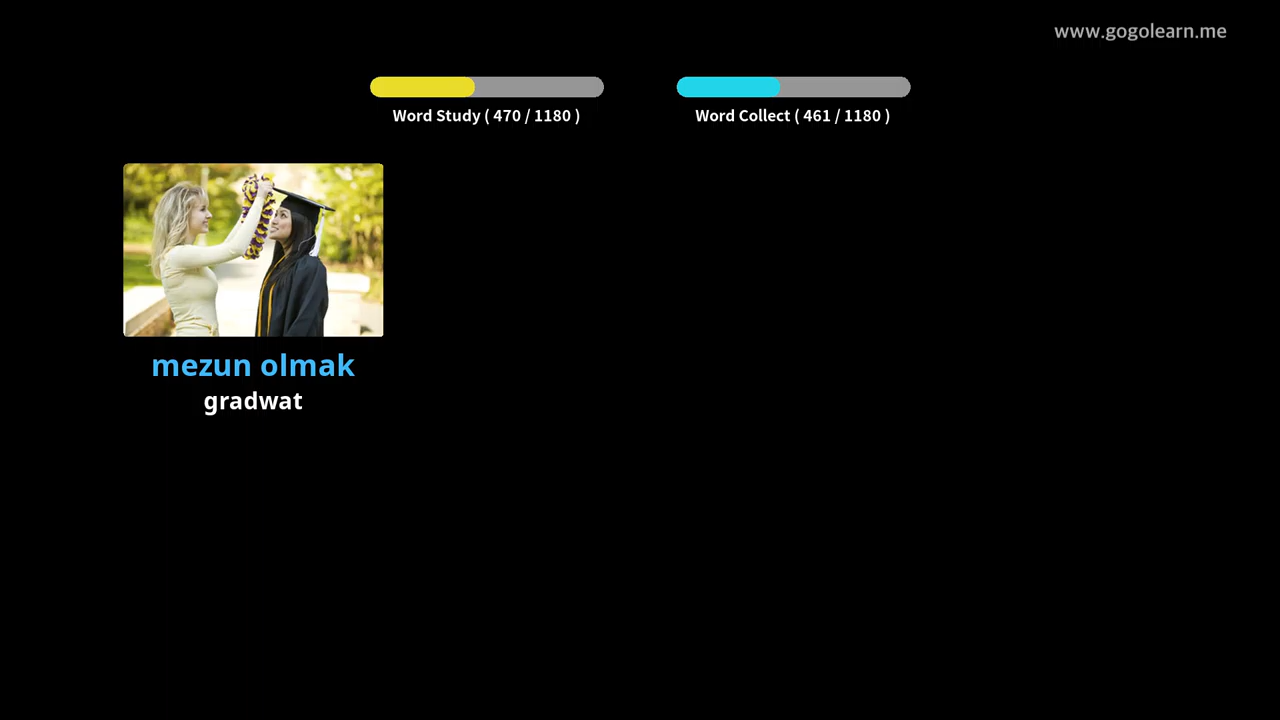 www.gogolearn.me
Word Study ( 470 / 1180 )
Word Collect ( 461 / 1180 )
mezun olmak
gradwat